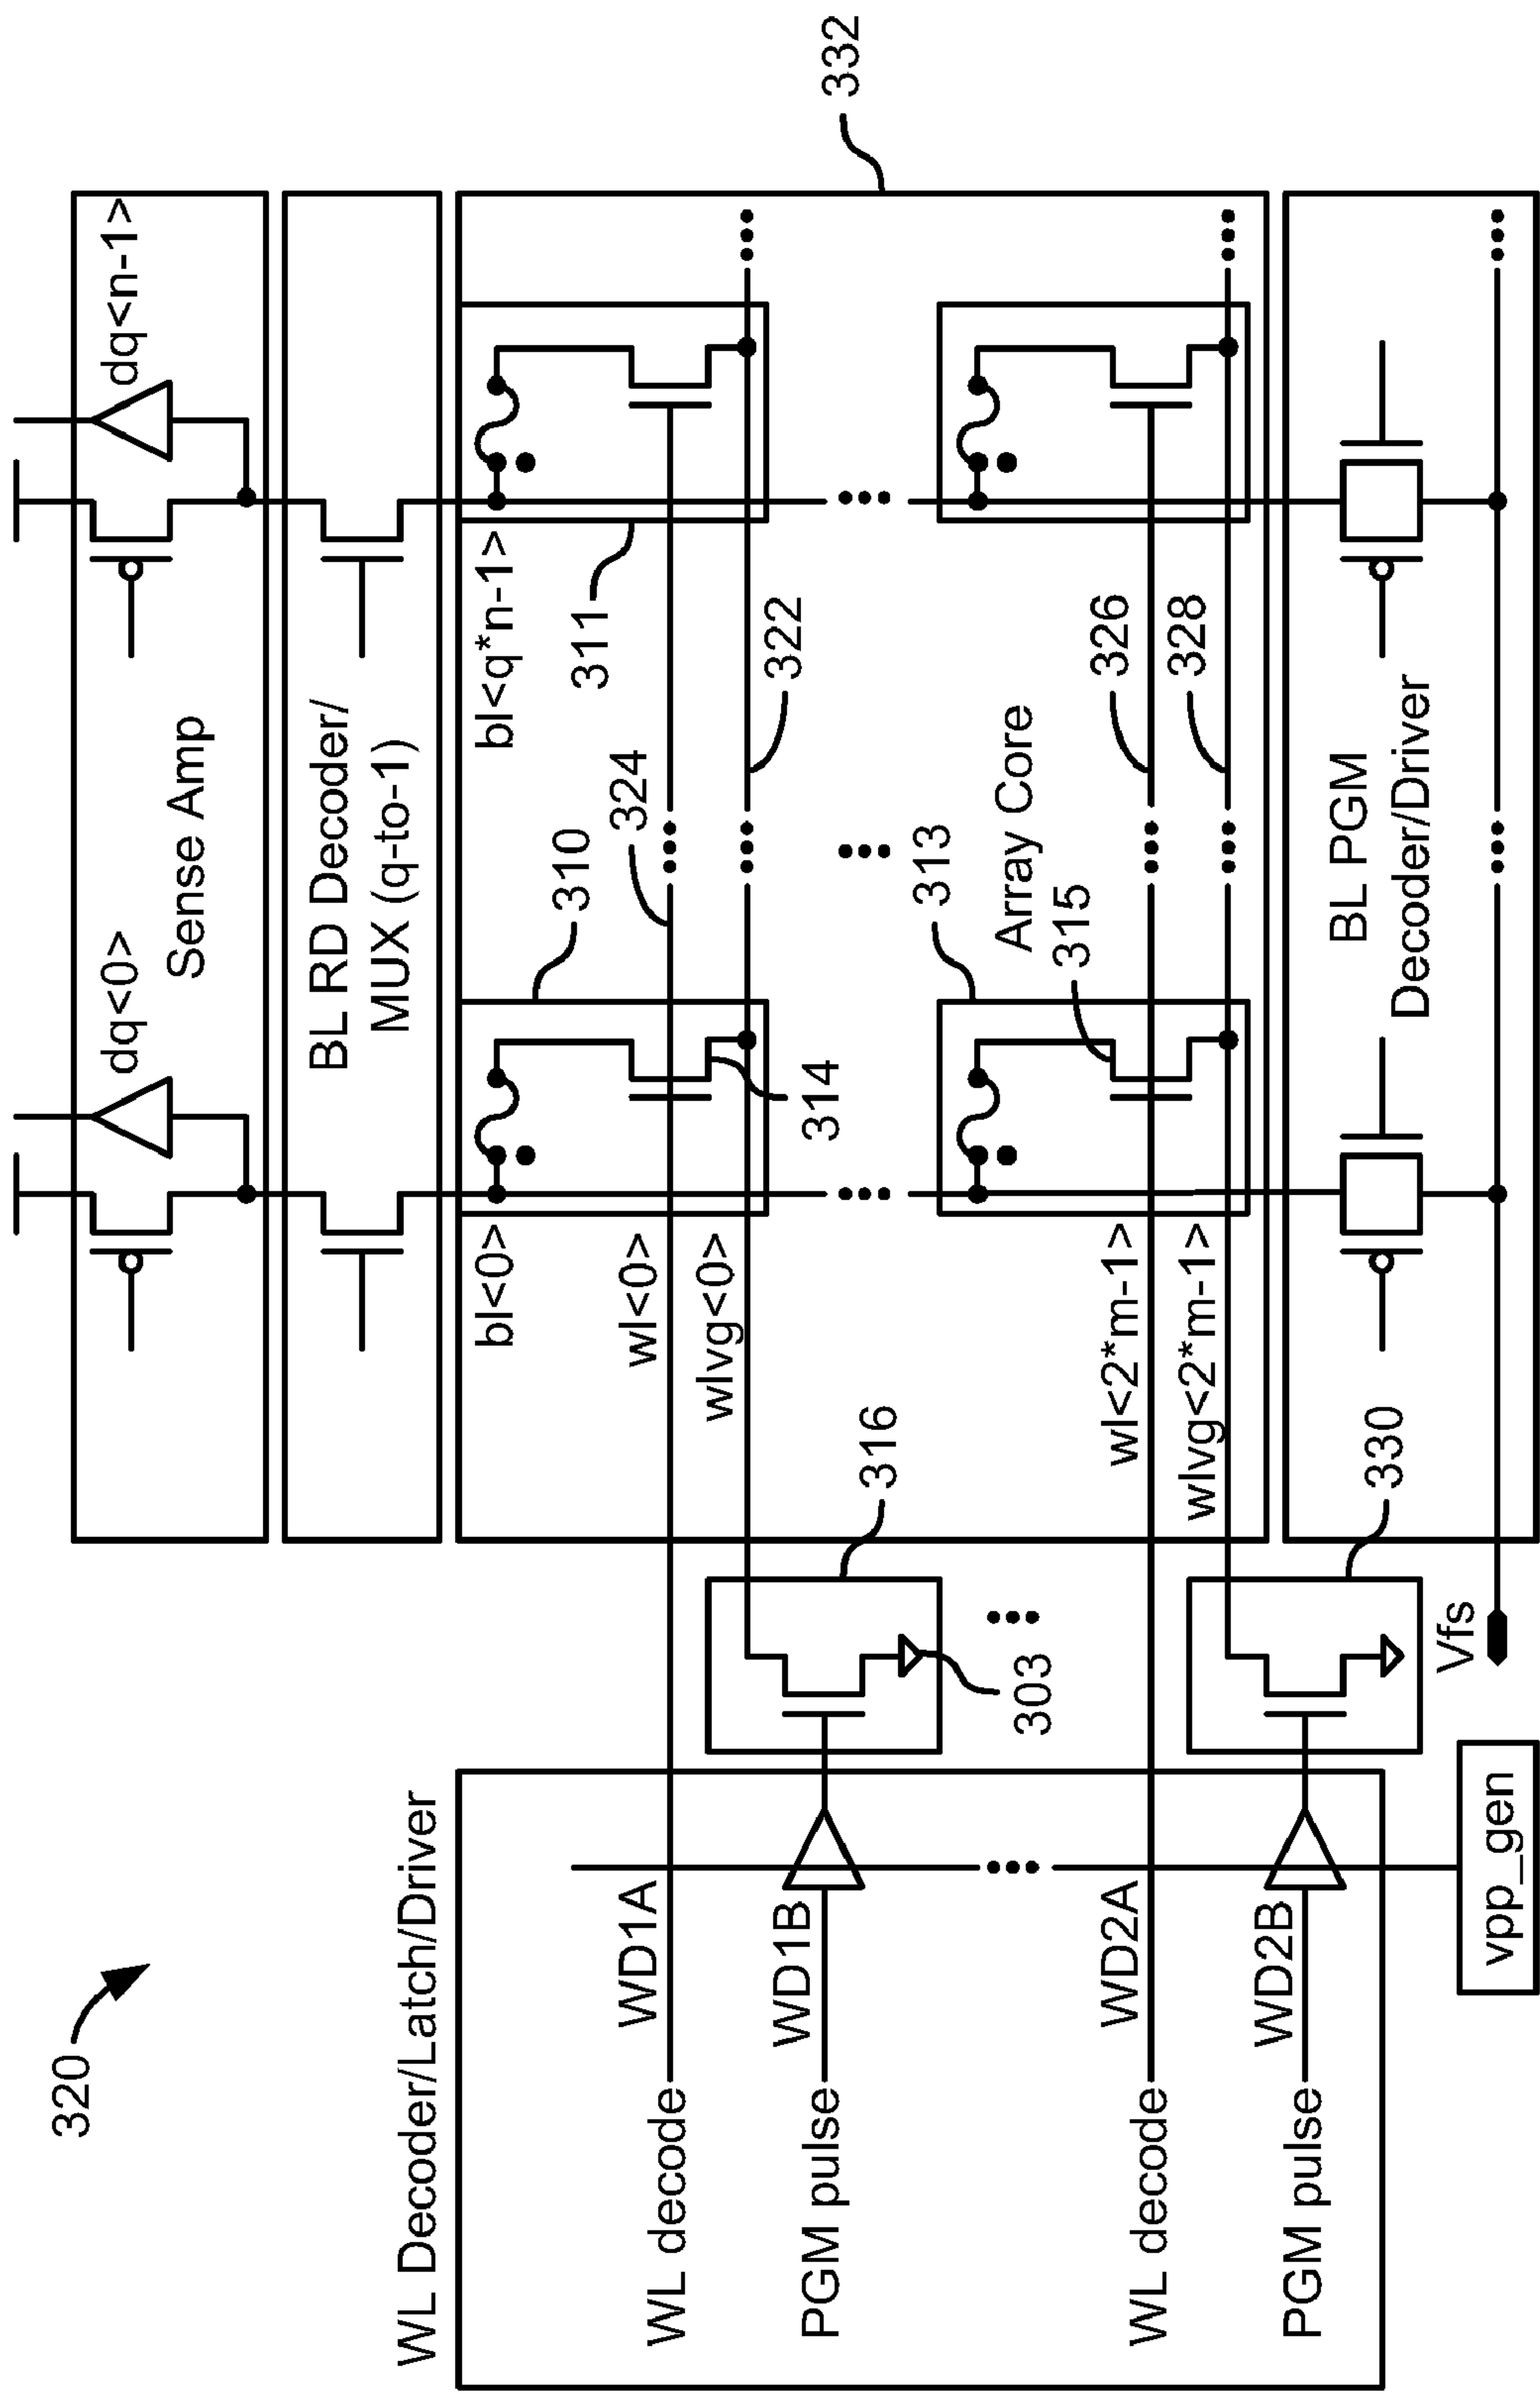 320
WL Decoder/Latch/Driver
WL decode
WD1A
PGM pulse
WD1B
WL decode
WD2A
PGM pulse
WD2B
vpp_gen
dq<0>
Sense Amp
dq<n-1>
BL RD Decoder/
MUX (q-to-1)
332
bl<0>
310
bl<q*n-1>
311
wl<0>
324
wlvg<0>
322
314
316
303
313
Array Core
315
wl<2*m-1>
326
wlvg<2*m-1>
328
330
Vfs
BL PGM
Decoder/Driver